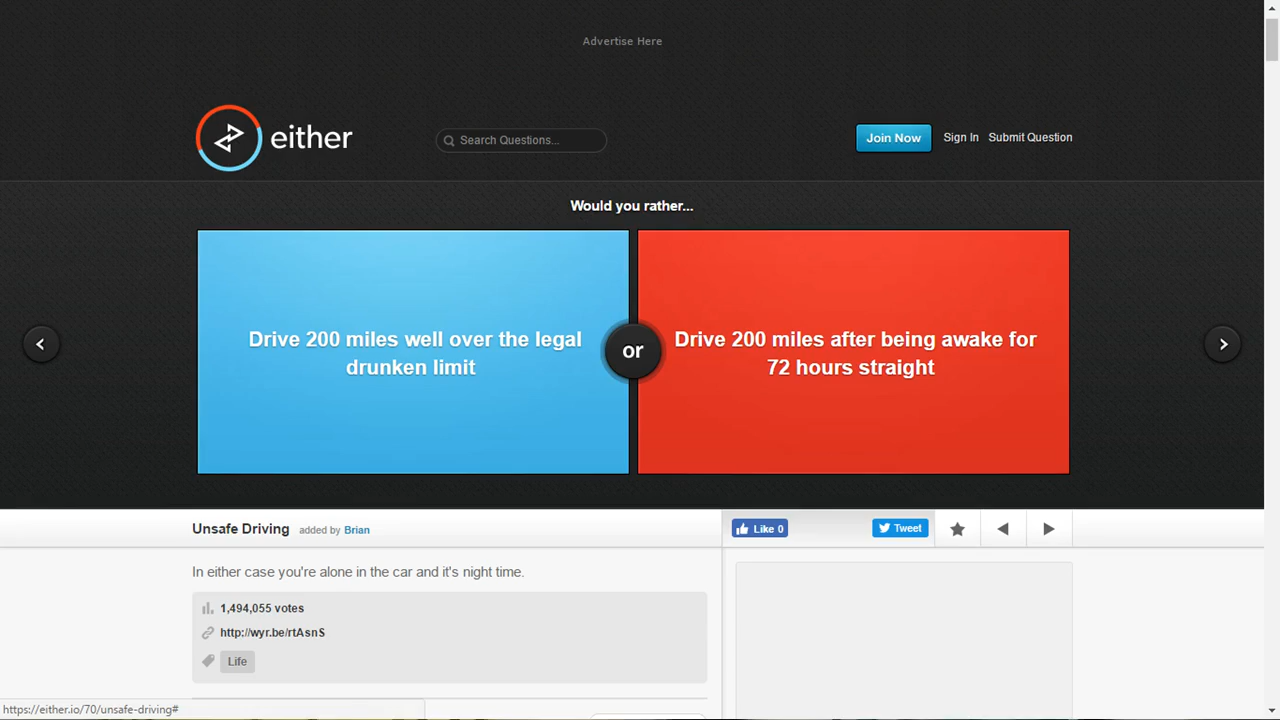 Advertise Here
either
Search Questions...
Join Now
Sign In
Submit Question
Would you rather...
Drive 200 miles well over the legal
drunken limit
or
Drive 200 miles after being awake for
72 hours straight
Unsafe Driving
added by Brian
Like 0
Tweet
In either case you're alone in the car and it's night time.
1,494,055 votes
http://wyr.be/rtAsnS
Life
https://either.io/70/unsafe-driving#